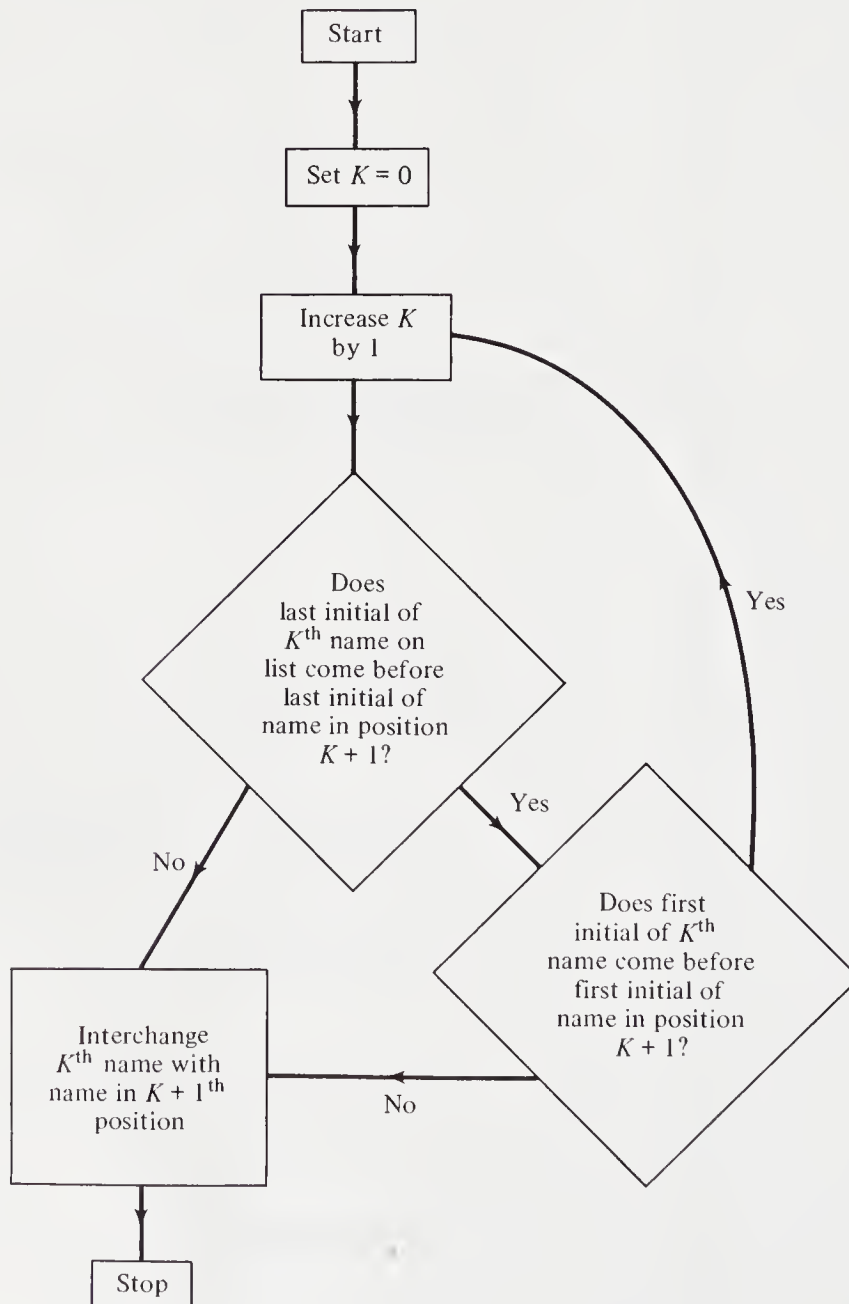 Start
Set K = 0
Increase K
by 1
Does
last initial of
Kth name on
list come before
last initial of
name in position
K + 1?
Yes
Yes
No
Does first
initial of Kth
name come before
first initial of
name in position
K + 1?
Interchange
Kth name with
name in K + 1th
position
No
Stop